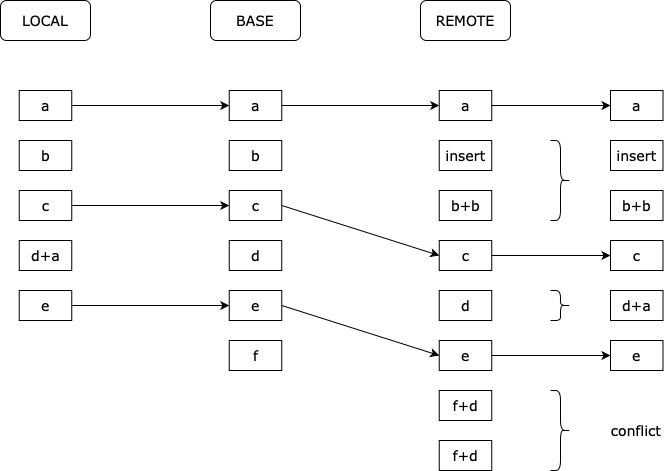 LOCAL BASE REMOTE
a a a a
b b insert insert
c c b+b b+b
d+a d c c
e e d d+a
f e e
f+d
conflict
f+d